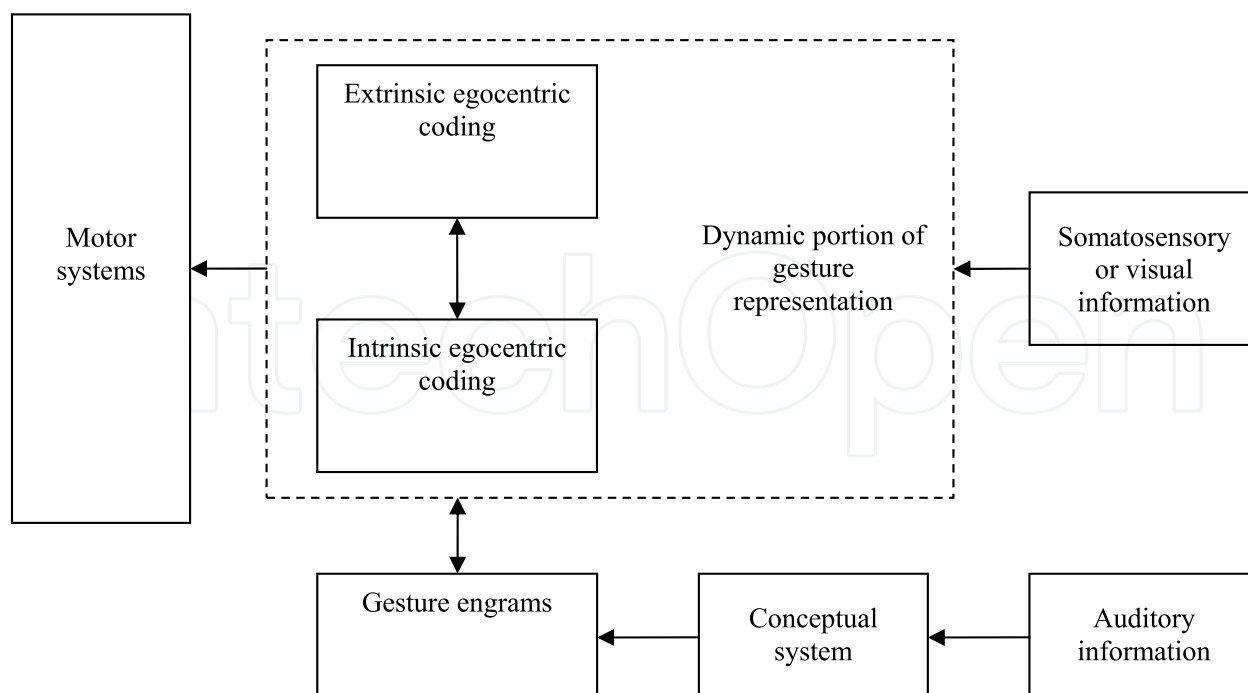 Extrinsic egocentric
coding
Motor
systems
Dynamic portion of
gesture
representation
Somatosensory
or visual
information
Intrinsic egocentric
coding
Gesture engrams
Conceptual
system
Auditory
information
ntechOpen